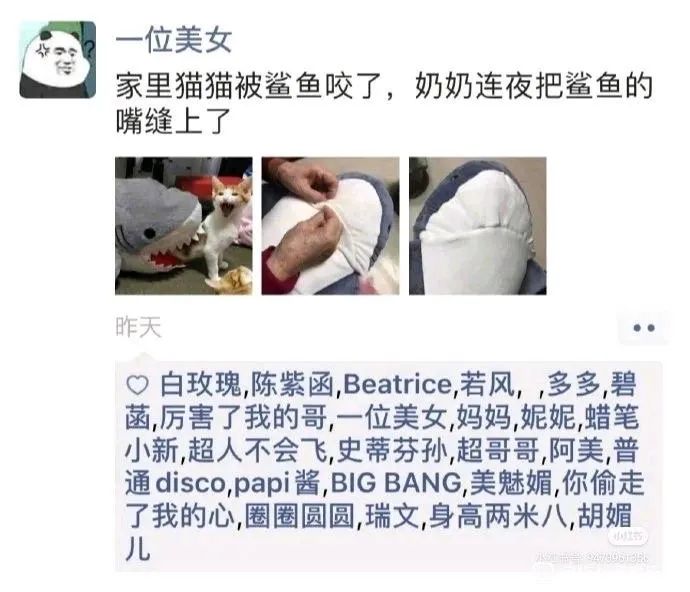 一位美女
家里猫猫被鲨鱼咬了，奶奶连夜把鲨鱼的
嘴缝上了
昨天
白玫瑰,陈紫函,Beatrice,若风, ,多多,碧
菡,厉害了我的哥,一位美女,妈妈,妮妮,蜡笔
小新,超人不会飞,史蒂芬孙,超哥哥,阿美,普
通disco,papi酱,BIG BANG,美魅媚,你偷走
了我的心,圈圈圆圆,瑞文,身高两米八,胡媚
儿
小红书